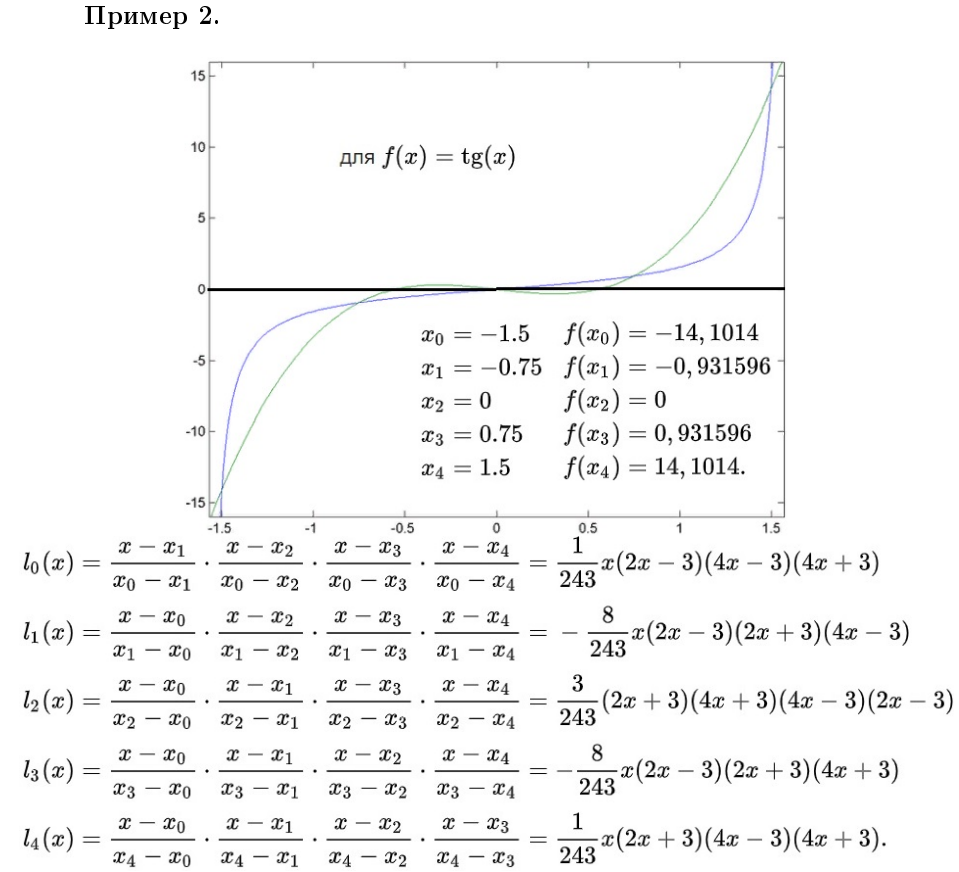 Пример 2.
15
10
для f(x) = tg(x)
5
0
x₀ = −1.5 f(x₀) = −14, 1014
x₁ = −0.75 f(x₁) = −0, 931596
-5
x₂ = 0 f(x₂) = 0
-10
x₃ = 0.75 f(x₃) = 0, 931596
x₄ = 1.5 f(x₄) = 14, 1014.
-15
-1.5 -1 -0.5 0 0.5 1 1.5
l₀(x) = (x − x₁)/(x₀ − x₁) · (x − x₂)/(x₀ − x₂) · (x − x₃)/(x₀ − x₃) · (x − x₄)/(x₀ − x₄) = 1/243 x(2x − 3)(4x − 3)(4x + 3)
l₁(x) = (x − x₀)/(x₁ − x₀) · (x − x₂)/(x₁ − x₂) · (x − x₃)/(x₁ − x₃) · (x − x₄)/(x₁ − x₄) = − 8/243 x(2x − 3)(2x + 3)(4x − 3)
l₂(x) = (x − x₀)/(x₂ − x₀) · (x − x₁)/(x₂ − x₁) · (x − x₃)/(x₂ − x₃) · (x − x₄)/(x₂ − x₄) = 3/243 (2x + 3)(4x + 3)(4x − 3)(2x − 3)
l₃(x) = (x − x₀)/(x₃ − x₀) · (x − x₁)/(x₃ − x₁) · (x − x₂)/(x₃ − x₂) · (x − x₄)/(x₃ − x₄) = − 8/243 x(2x − 3)(2x + 3)(4x + 3)
l₄(x) = (x − x₀)/(x₄ − x₀) · (x − x₁)/(x₄ − x₁) · (x − x₂)/(x₄ − x₂) · (x − x₃)/(x₄ − x₃) = 1/243 x(2x + 3)(4x − 3)(4x + 3).